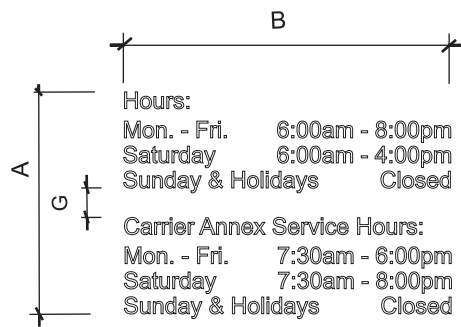 B
A
G
Hours:
Mon. - Fri. 6:00am - 8:00pm
Saturday 6:00am - 4:00pm
Sunday & Holidays Closed
Carrier Annex Service Hours:
Mon. - Fri. 7:30am - 6:00pm
Saturday 7:30am - 8:00pm
Sunday & Holidays Closed